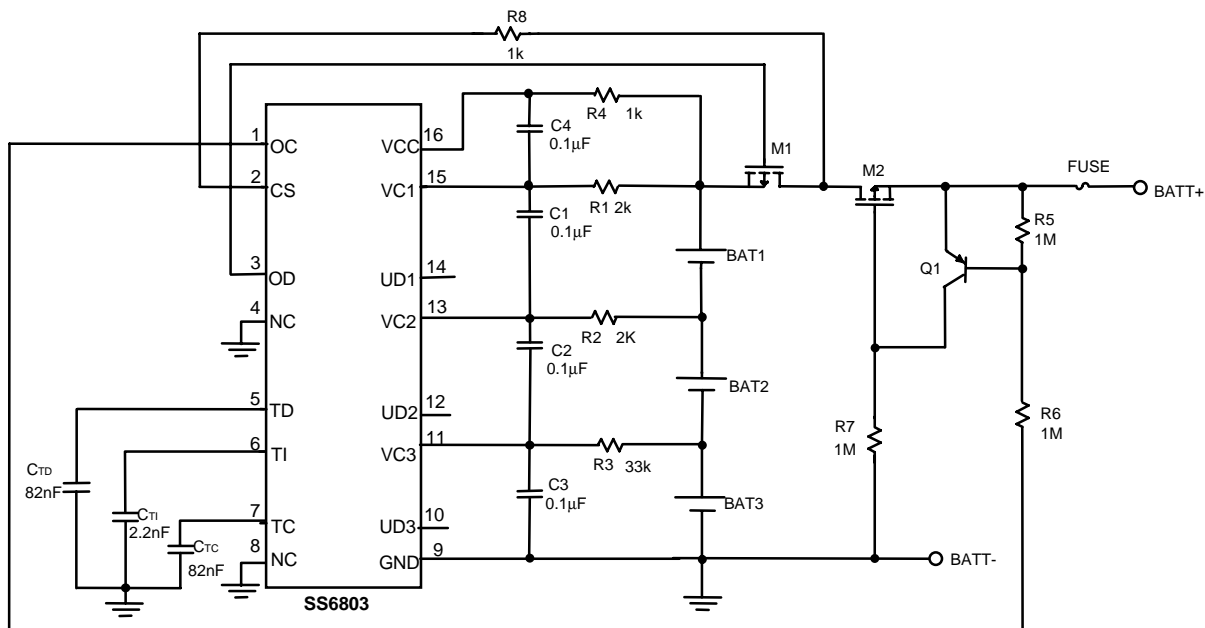 R8
1k
1
OC
2
CS
3
OD
4
NC
5
TD
6
TI
7
TC
8
NC
16
VCC
15
VC1
14
UD1
13
VC2
12
UD2
11
VC3
10
UD3
9
GND
SS6803
CTD
82nF
CTI
2.2nF
CTC
82nF
C4
0.1µF
C1
0.1µF
C2
0.1µF
C3
0.1µF
R4 1k
R1 2k
R2 2K
R3 33k
BAT1
BAT2
BAT3
M1
M2
FUSE
BATT+
R5
1M
Q1
R7
1M
R6
1M
BATT-